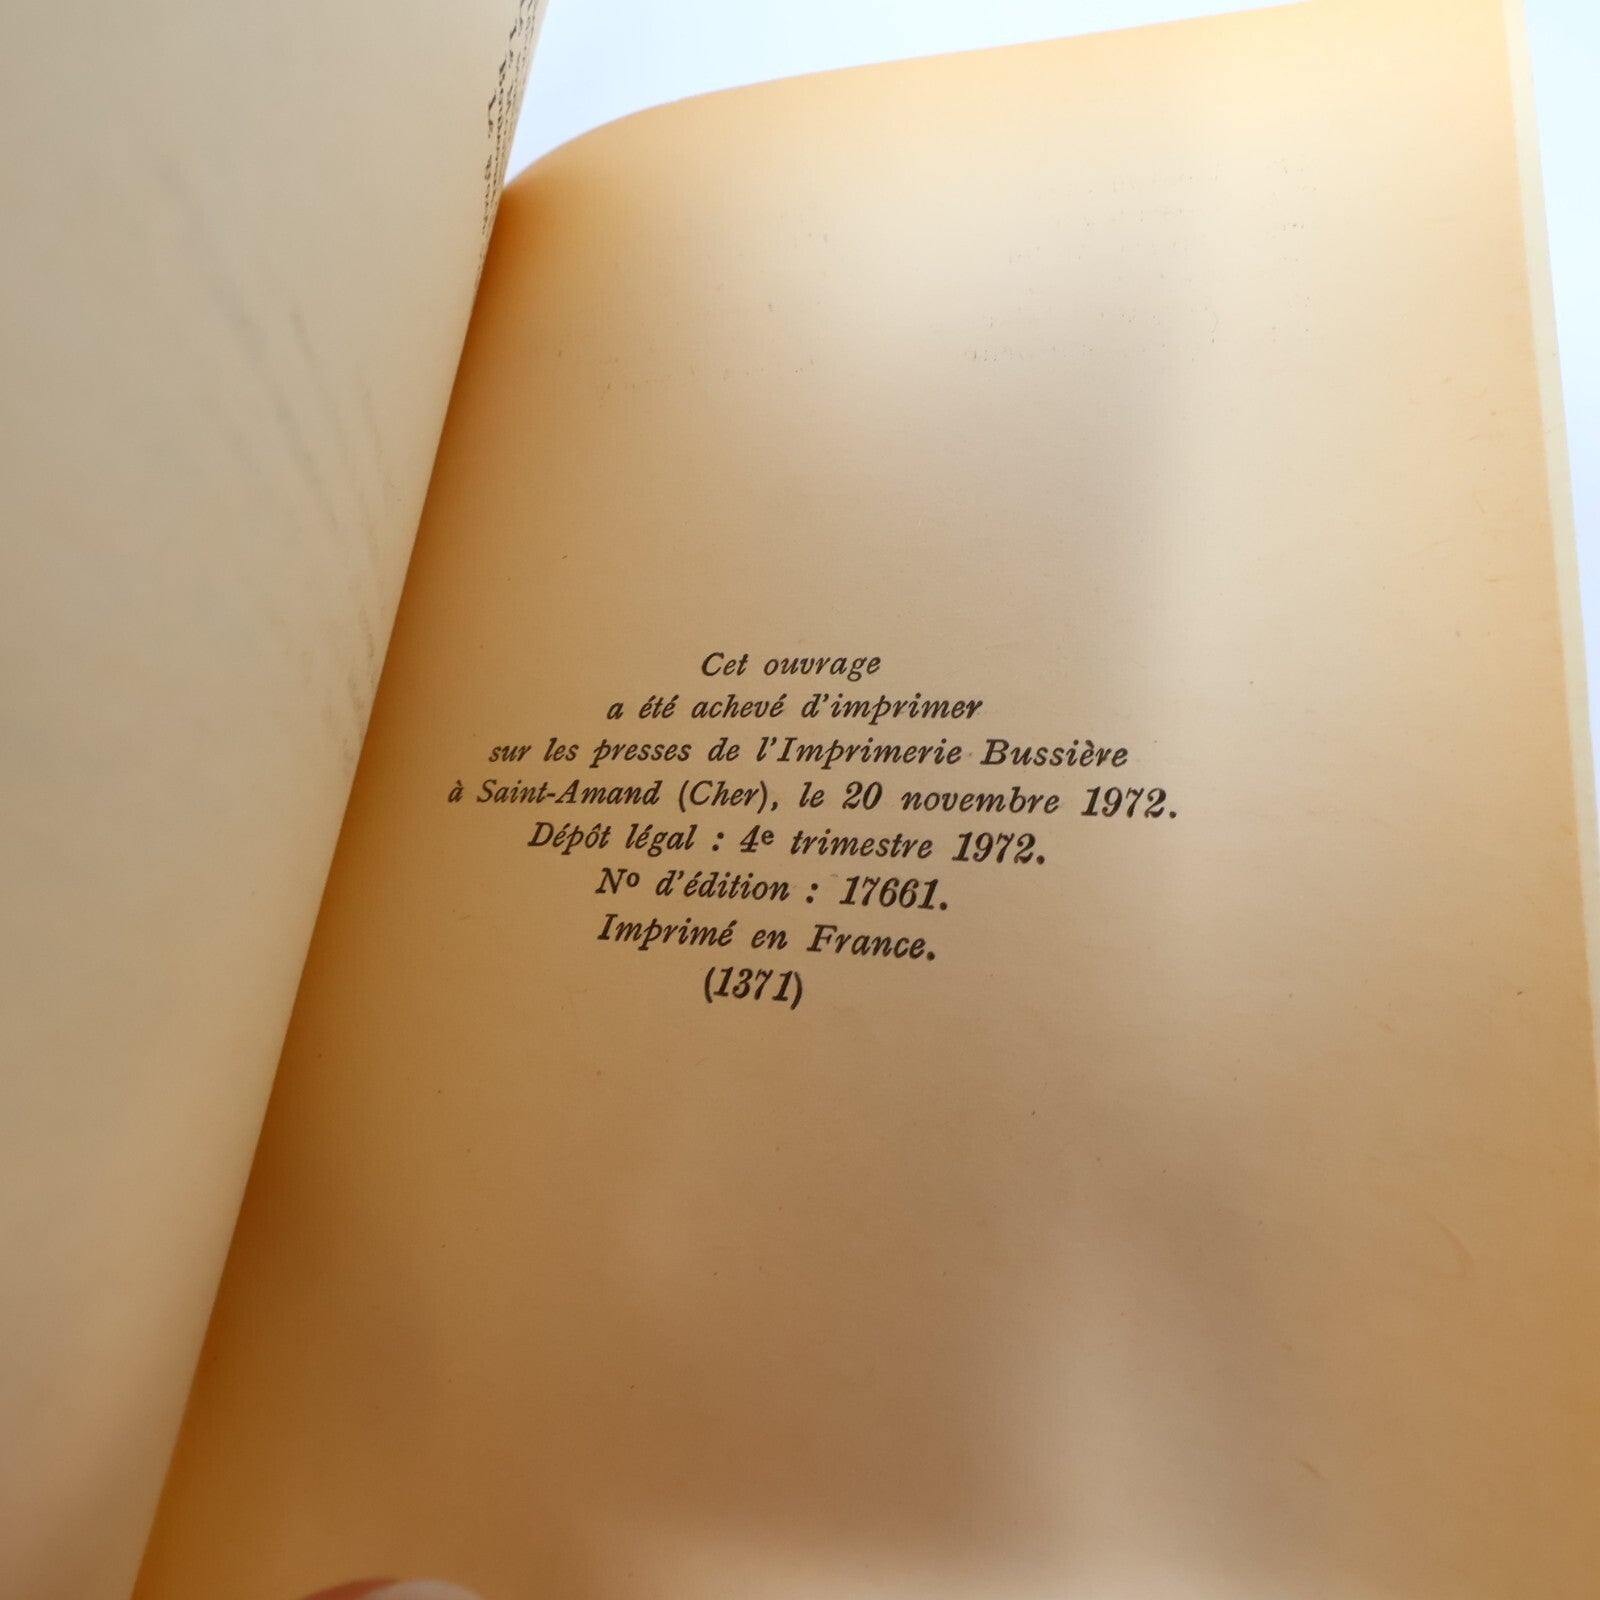 Cet ouvrage
a été achevé d'imprimer
sur les presses de l'Imprimerie Bussière
à Saint-Amand (Cher), le 20 novembre 1972.
Dépôt légal : 4e trimestre 1972.
No d'édition : 17661.
Imprimé en France.
(1371)